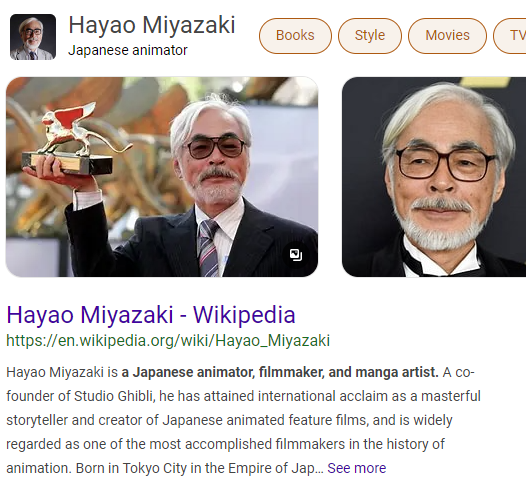 Hayao Miyazaki
Japanese animator
Books
Style
Movies
TV
Hayao Miyazaki - Wikipedia
https://en.wikipedia.org/wiki/Hayao_Miyazaki
Hayao Miyazaki is a Japanese animator, filmmaker, and manga artist. A co-
founder of Studio Ghibli, he has attained international acclaim as a masterful
storyteller and creator of Japanese animated feature films, and is widely
regarded as one of the most accomplished filmmakers in the history of
animation. Born in Tokyo City in the Empire of Jap… See more